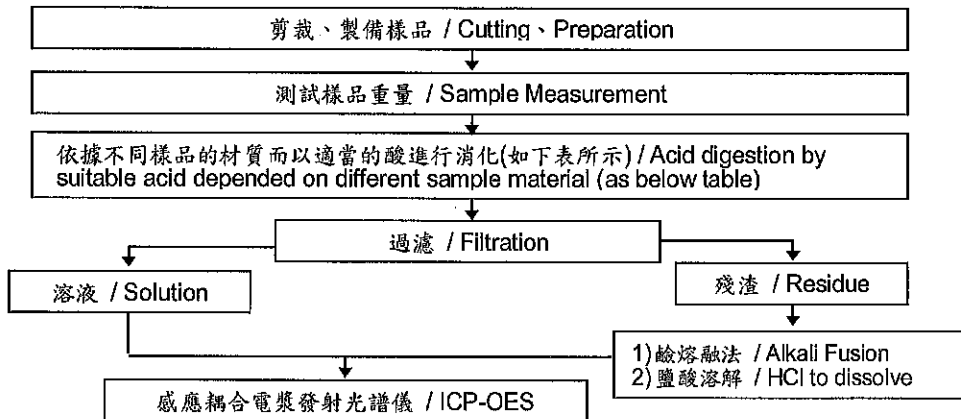 剪裁、製備樣品 / Cutting、Preparation
測試樣品重量 / Sample Measurement
依據不同樣品的材質而以適當的酸進行消化(如下表所示) / Acid digestion by
suitable acid depended on different sample material (as below table)
過濾 / Filtration
溶液 / Solution
殘渣 / Residue
1)鹼熔融法 / Alkali Fusion
2)鹽酸溶解 / HCl to dissolve
感應耦合電漿發射光譜儀 / ICP-OES